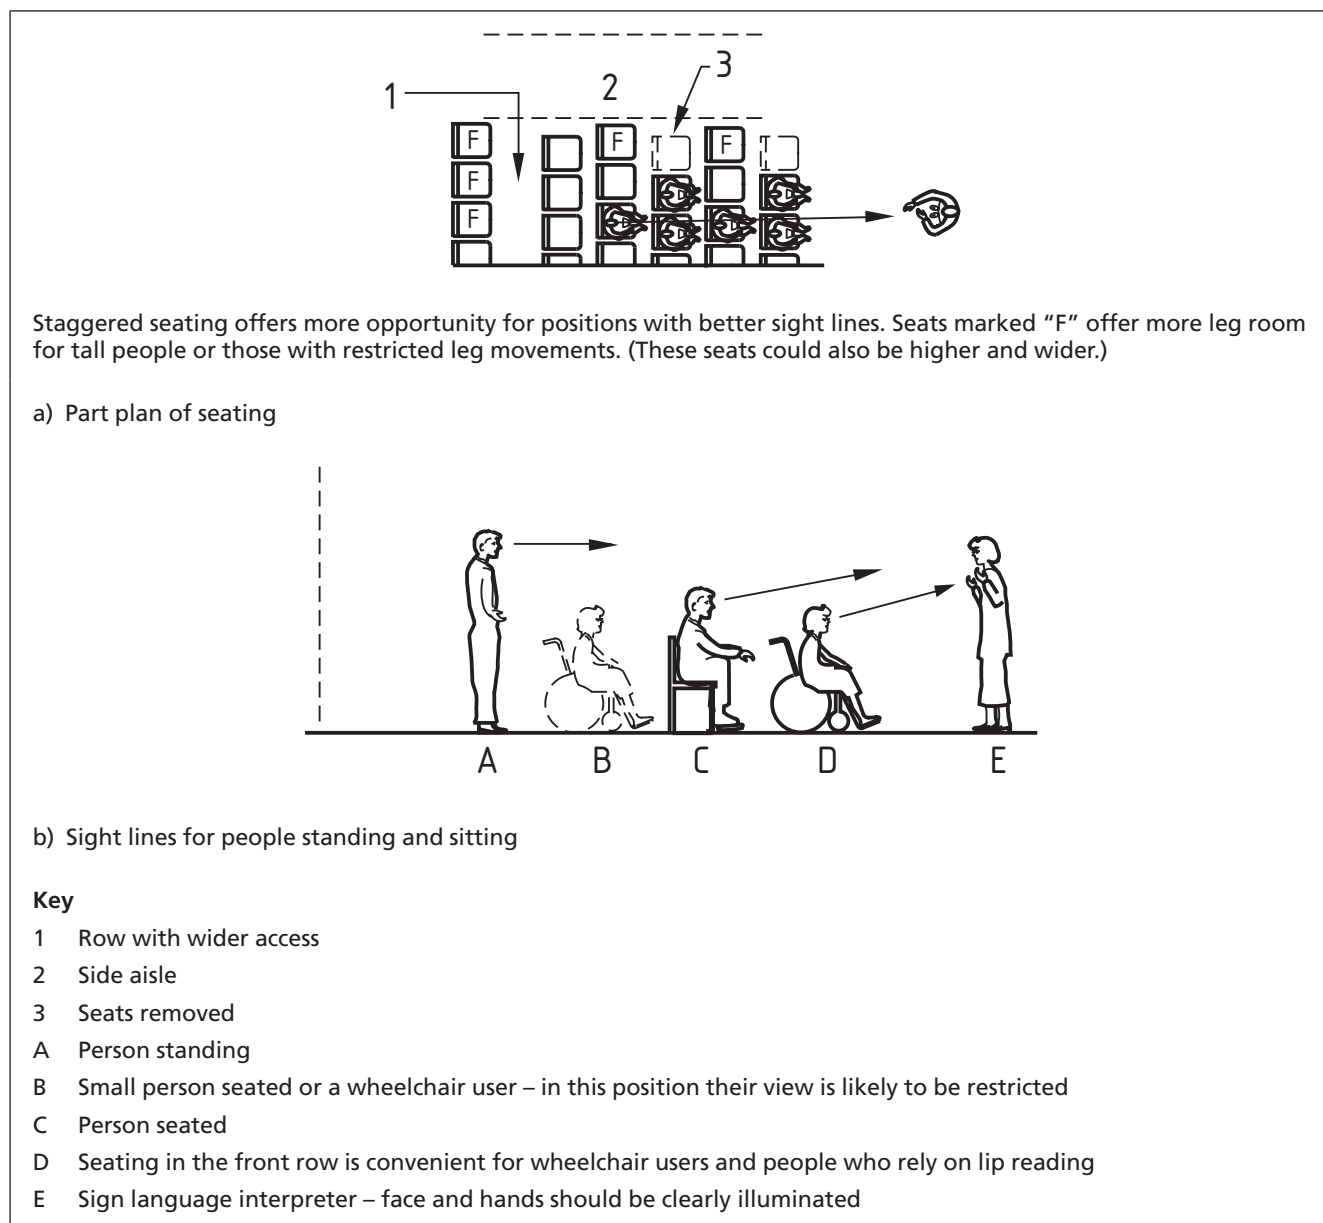 3
2
1
F
F
F
F
F
F
Staggered seating offers more opportunity for positions with better sight lines. Seats marked “F” offer more leg room
for tall people or those with restricted leg movements. (These seats could also be higher and wider.)
a) Part plan of seating
A B C D E
b) Sight lines for people standing and sitting
Key
1 Row with wider access
2 Side aisle
3 Seats removed
A Person standing
B Small person seated or a wheelchair user – in this position their view is likely to be restricted
C Person seated
D Seating in the front row is convenient for wheelchair users and people who rely on lip reading
E Sign language interpreter – face and hands should be clearly illuminated